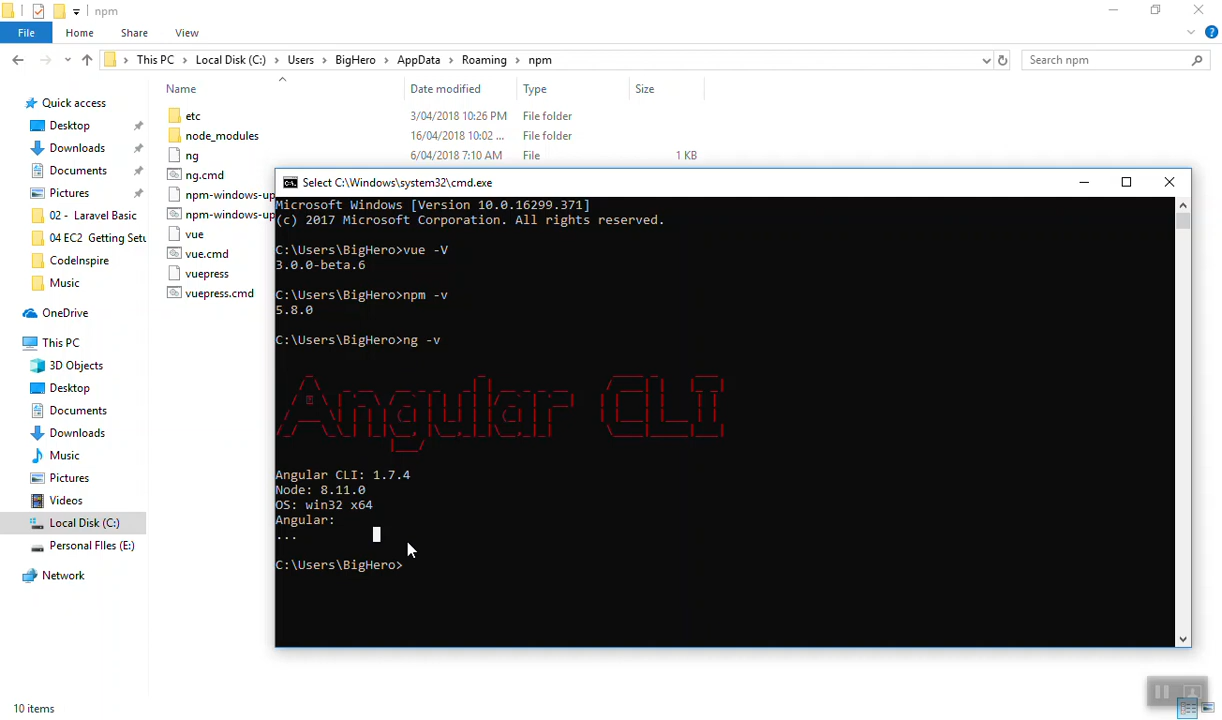 npm
File Home Share View
This PC Local Disk (C:) Users BigHero AppData Roaming npm
Search npm
Name Date modified Type Size
Quick access
Desktop
Downloads
Documents
Pictures
02 - Laravel Basic
04 EC2 Getting Setu
CodeInspire
Music
OneDrive
This PC
3D Objects
Desktop
Documents
Downloads
Music
Pictures
Videos
Local Disk (C:)
Personal FIles (E:)
Network
etc 3/04/2018 10:26 PM File folder
node_modules 16/04/2018 10:02 ... File folder
ng 6/04/2018 7:10 AM File 1 KB
ng.cmd
npm-windows-up
npm-windows-up
vue
vue.cmd
vuepress
vuepress.cmd
Select C:\Windows\system32\cmd.exe
Microsoft Windows [Version 10.0.16299.371]
(c) 2017 Microsoft Corporation. All rights reserved.
C:\Users\BigHero>vue -V
3.0.0-beta.6
C:\Users\BigHero>npm -v
5.8.0
C:\Users\BigHero>ng -v
Angular CLI
Angular CLI: 1.7.4
Node: 8.11.0
OS: win32 x64
Angular:
...
C:\Users\BigHero>
10 items